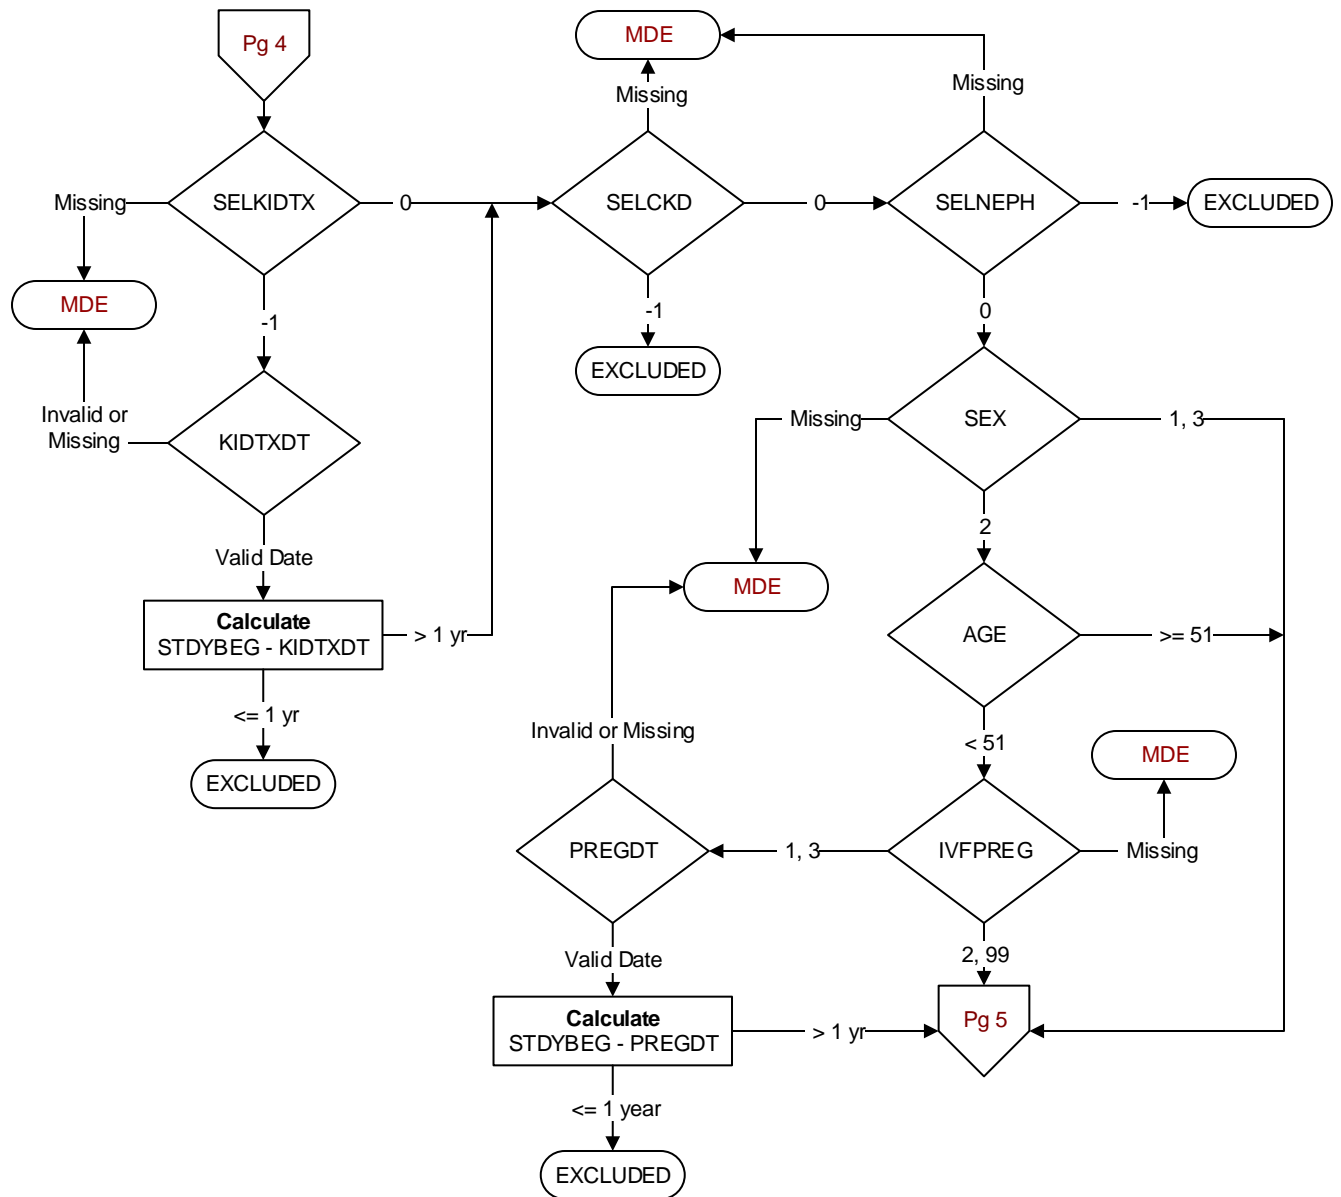 Pg 4
MDE
Missing
Missing
Missing
SELKIDTX
0
SELCKD
0
SELNEPH
-1
EXCLUDED
MDE
-1
-1
0
EXCLUDED
Invalid or
Missing
KIDTXDT
Missing
SEX
1, 3
2
Valid Date
MDE
Calculate
STDYBEG - KIDTXDT
> 1 yr
AGE
>= 51
<= 1 yr
Invalid or Missing
< 51
MDE
EXCLUDED
PREGDT
1, 3
IVFPREG
Missing
Valid Date
2, 99
Calculate
STDYBEG - PREGDT
> 1 yr
Pg 5
<= 1 year
EXCLUDED